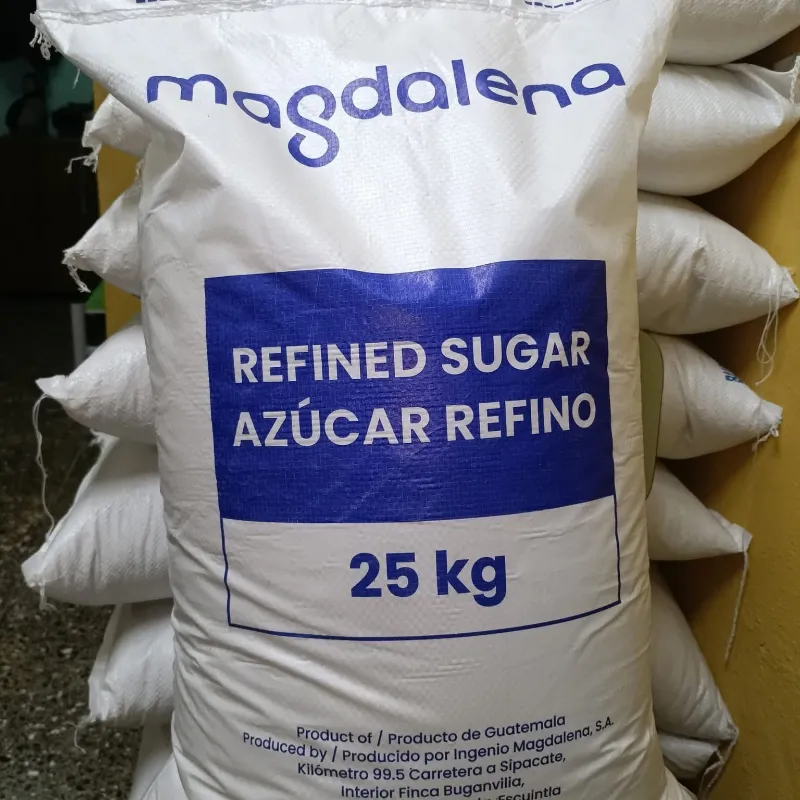 magdalena
REFINED SUGAR
AZÚCAR REFINO
25 kg
Product of / Producto de Guatemala
Produced by / Producido por Ingenio Magdalena, S.A.
Kilómetro 99.5 Carretera a Sipacate,
Interior Finca Buganvilia,
Escuintla